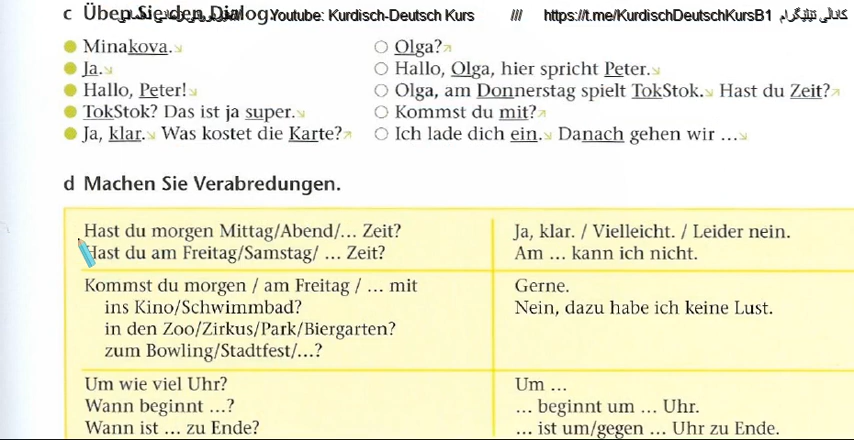 c Üben Sie den Dialog.
Youtube: Kurdisch-Deutsch Kurs /// https://t.me/KurdischDeutschKursB1 کانالی تێلێگرام
Minakova.↘ Olga?↗
Ja.↘ Hallo, Olga, hier spricht Peter.↘
Hallo, Peter!↘ Olga, am Donnerstag spielt TokStok.↘ Hast du Zeit?↗
TokStok? Das ist ja super.↘ Kommst du mit?↗
Ja, klar.↘ Was kostet die Karte?↗ Ich lade dich ein.↘ Danach gehen wir …↘
d Machen Sie Verabredungen.
Hast du morgen Mittag/Abend/… Zeit? Ja, klar. / Vielleicht. / Leider nein.
Hast du am Freitag/Samstag/ … Zeit? Am … kann ich nicht.
Kommst du morgen / am Freitag / … mit Gerne.
ins Kino/Schwimmbad? Nein, dazu habe ich keine Lust.
in den Zoo/Zirkus/Park/Biergarten?
zum Bowling/Stadtfest/…?
Um wie viel Uhr? Um …
Wann beginnt …? … beginnt um … Uhr.
Wann ist … zu Ende? … ist um/gegen … Uhr zu Ende.